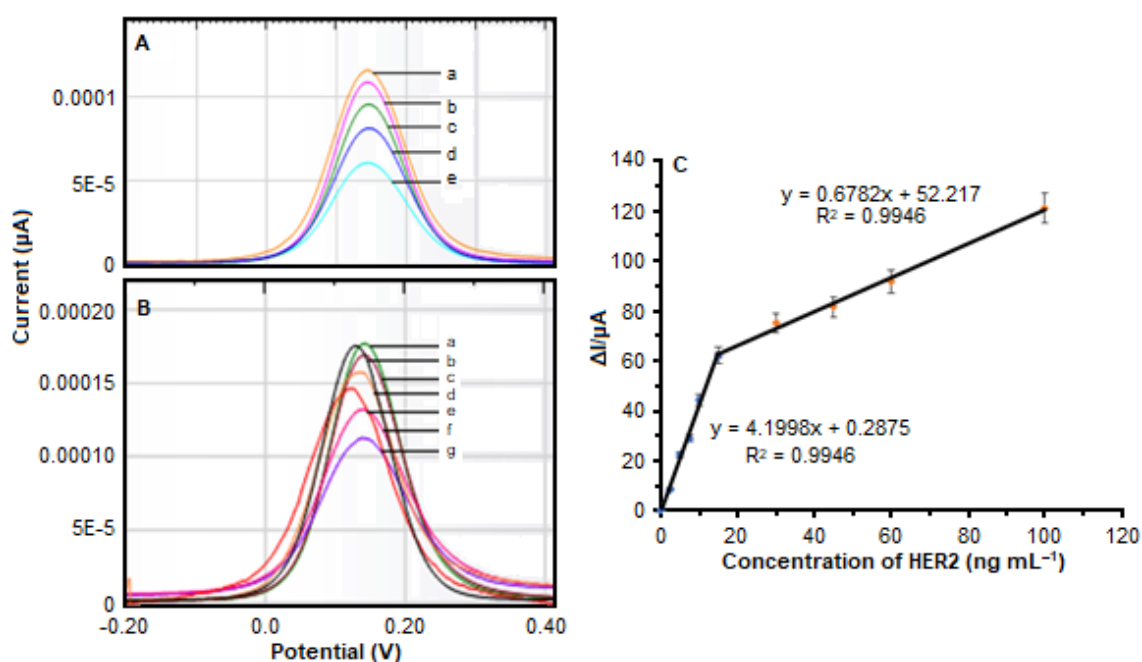 A
a
b
c
d
e
0.0001
5E-5
0
Current (µA)
B
a
b
c
d
e
f
g
0.00020
0.00015
0.00010
5E-5
0
-0.20
0.0
0.20
0.40
Potential (V)
C
140
120
100
80
60
40
20
0
ΔI/µA
y = 0.6782x + 52.217
R² = 0.9946
y = 4.1998x + 0.2875
R² = 0.9946
0
20
40
60
80
100
120
Concentration of HER2 (ng mL⁻¹)